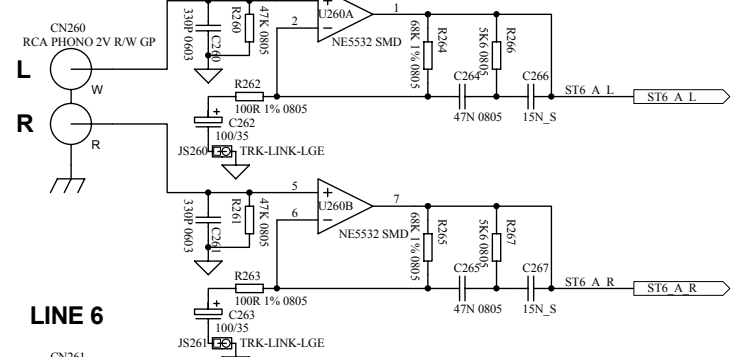 CN260
RCA PHONO 2V R/W GP
L
W
R
R
330P 0603
C260
R260
47K 0805
2
U260A
1
NE5532 SMD
68K 1% 0805
R264
5K6 0805
R266
R262
100R 1% 0805
C264
47N 0805
C266
15N_S
ST6_A_L
ST6_A_L
C262
100/35
JS260
TRK-LINK-LGE
330P 0603
C261
R261
47K 0805
5
6
U260B
7
NE5532 SMD
68K 1% 0805
R265
5K6 0805
R267
R263
100R 1% 0805
C265
47N 0805
C267
15N_S
ST6_A_R
ST6_A_R
LINE 6
C263
100/35
JS261
TRK-LINK-LGE
CN261